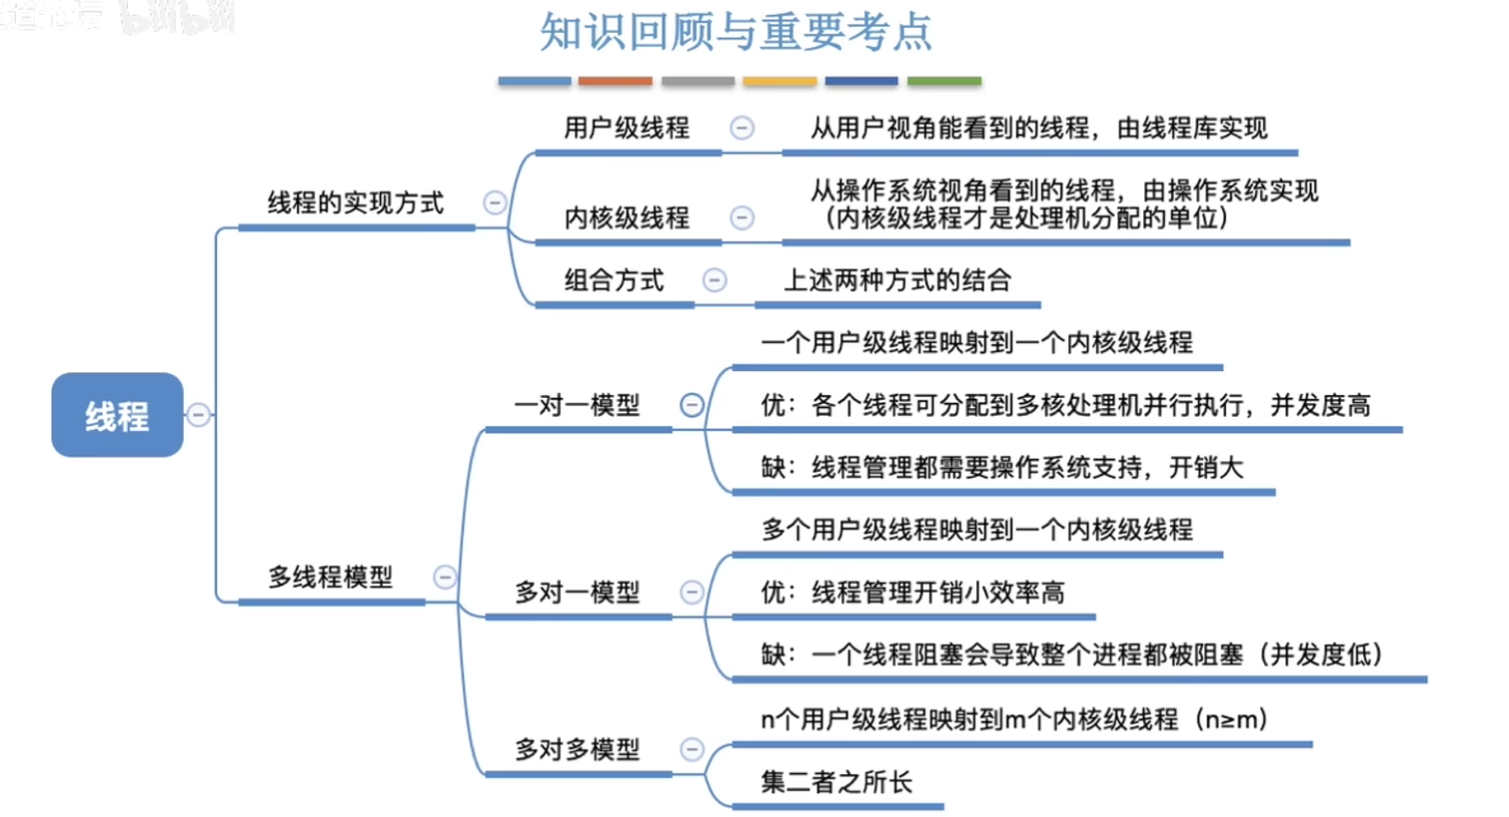 知识回顾与重要考点
用户级线程
从用户视角能看到的线程，由线程库实现
线程的实现方式
内核级线程
从操作系统视角看到的线程，由操作系统实现
（内核级线程才是处理机分配的单位）
组合方式
上述两种方式的结合
线程
一对一模型
一个用户级线程映射到一个内核级线程
优：各个线程可分配到多核处理机并行执行，并发度高
缺：线程管理都需要操作系统支持，开销大
多线程模型
多对一模型
多个用户级线程映射到一个内核级线程
优：线程管理开销小效率高
缺：一个线程阻塞会导致整个进程都被阻塞（并发度低）
多对多模型
n个用户级线程映射到m个内核级线程（n≥m）
集二者之所长